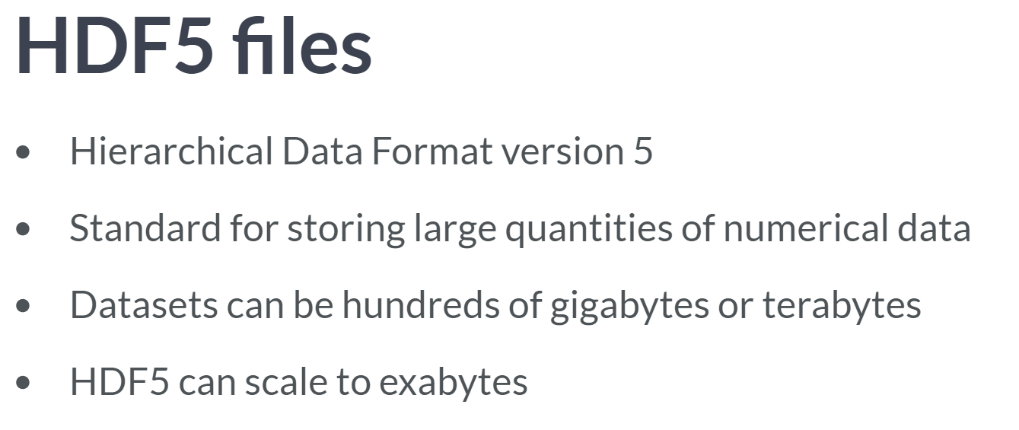 HDF5 files
• Hierarchical Data Format version 5
• Standard for storing large quantities of numerical data
• Datasets can be hundreds of gigabytes or terabytes
• HDF5 can scale to exabytes